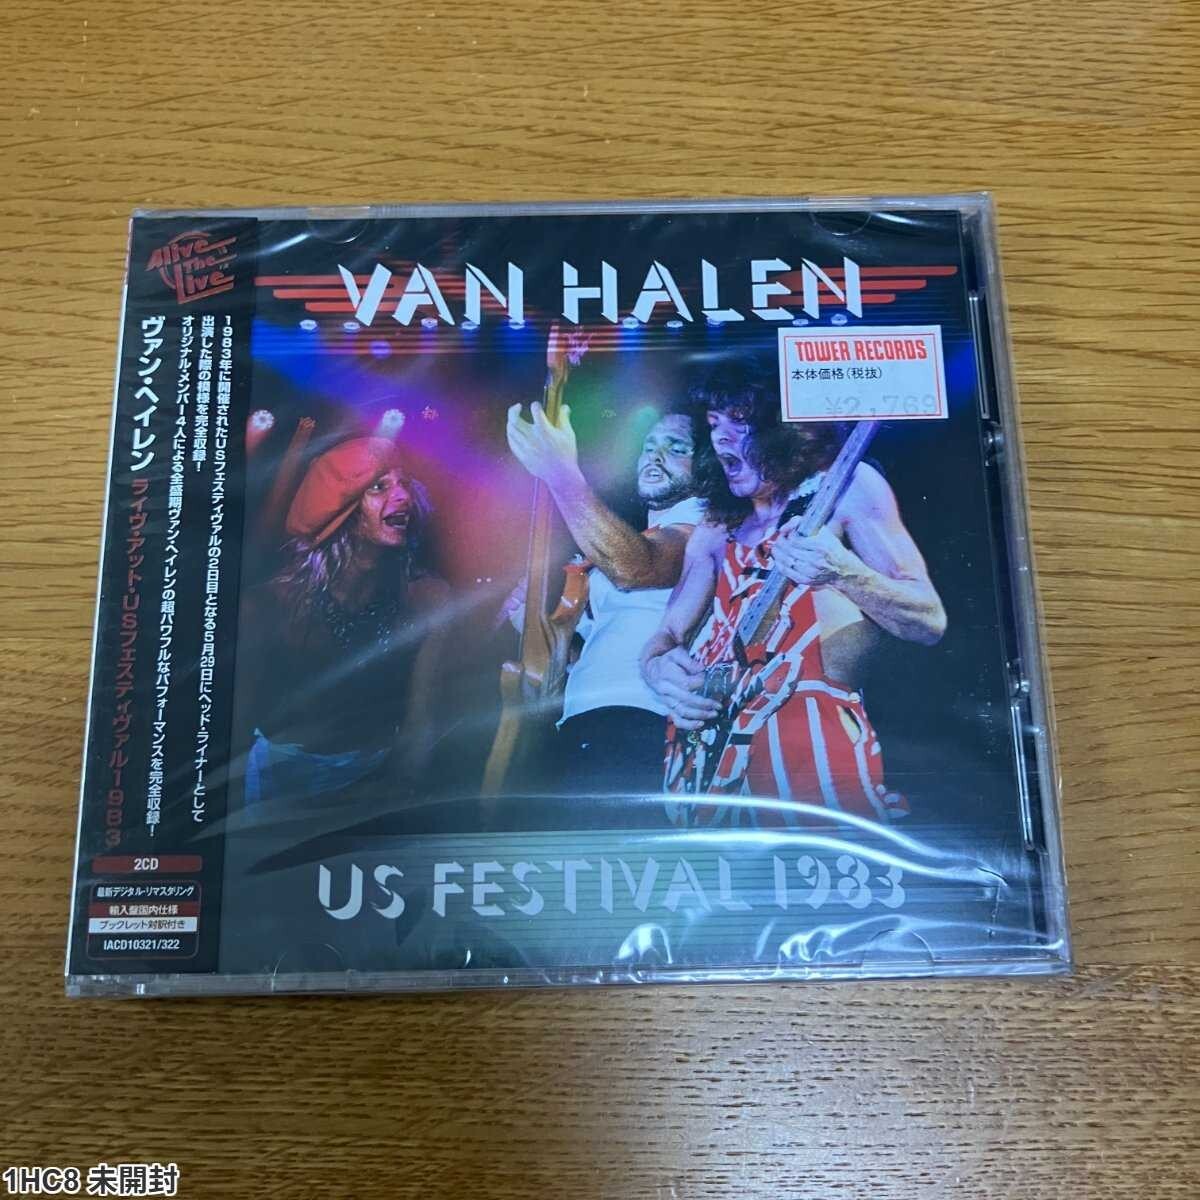 Alive The Live
VAN HALEN
TOWER RECORDS
本体価格(税抜)
¥2,769
1983年に開催されたUSフェスティヴァルの2日目となる5月29日にヘッド・ライナーとして
出演した際の模様を完全収録!
オリジナル・メンバー4人による全盛期ヴァン・ヘイレンの超パワフルなパフォーマンスを完全収録!
ヴァン・ヘイレン ライヴ・アット・USフェスティヴァル1983
2CD
最新デジタル・リマスタリング
輸入盤国内仕様
ブックレット対訳付き
IACD10321/322
US FESTIVAL 1983
1HC8 未開封